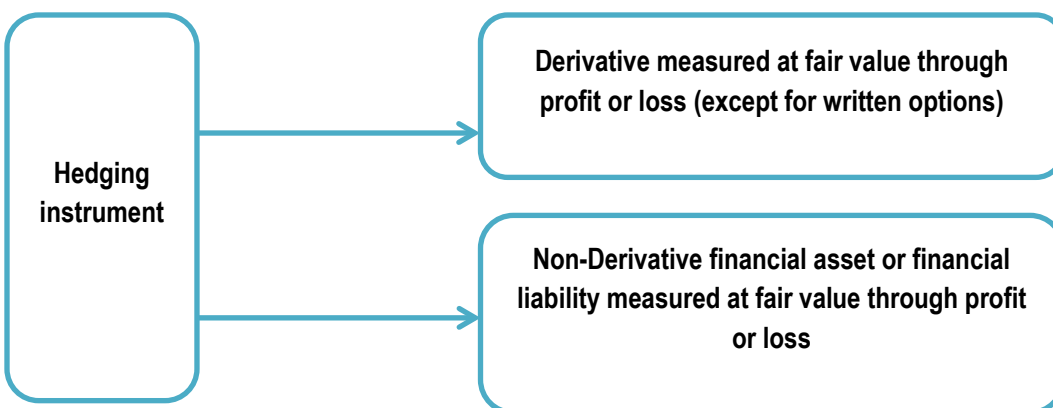 Hedging
instrument
Derivative measured at fair value through
profit or loss (except for written options)
Non-Derivative financial asset or financial
liability measured at fair value through profit
or loss